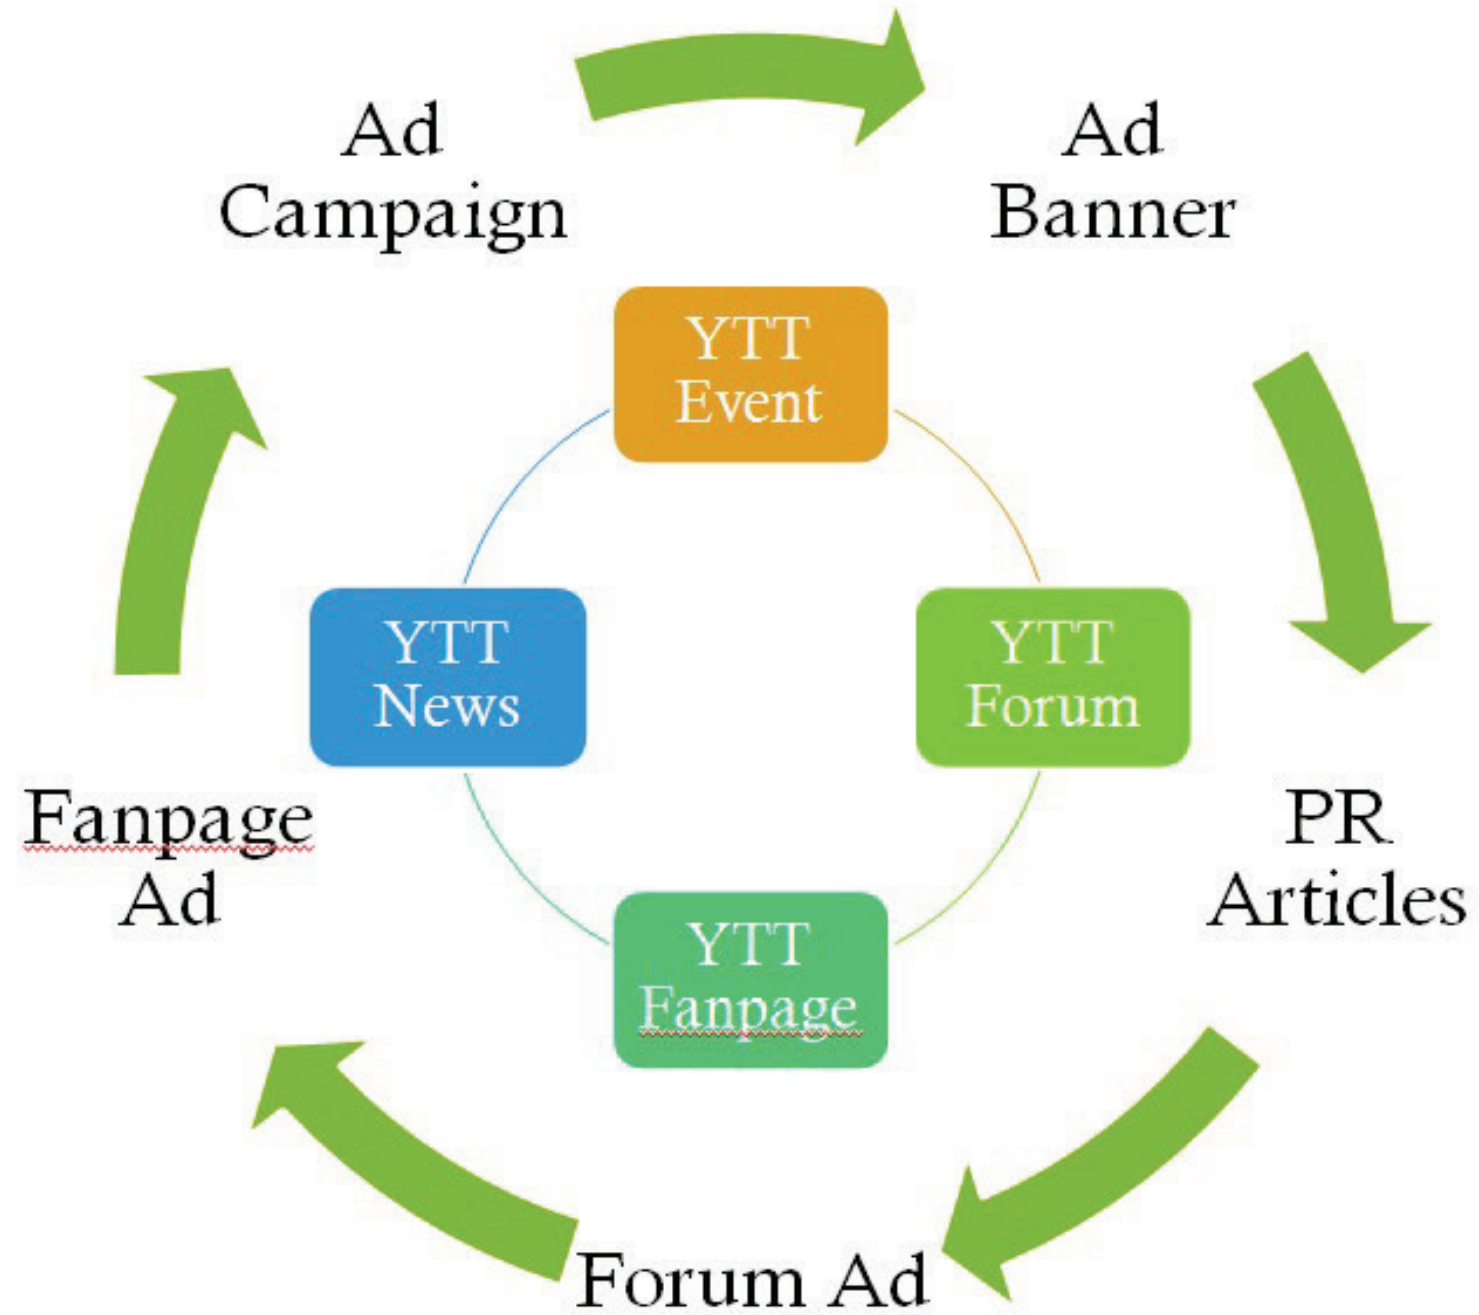 Ad
Campaign
Ad
Banner
YTT
Event
YTT
News
YTT
Forum
Fanpage
Ad
PR
Articles
YTT
Fanpage
Forum Ad